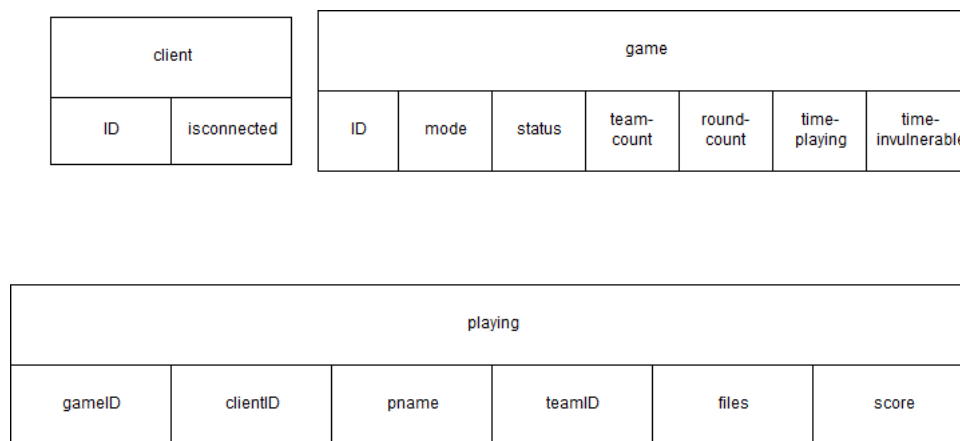 client
game
ID isconnected
ID mode status team-count round-count time-playing time-invulnerable
playing
gameID clientID pname teamID files score